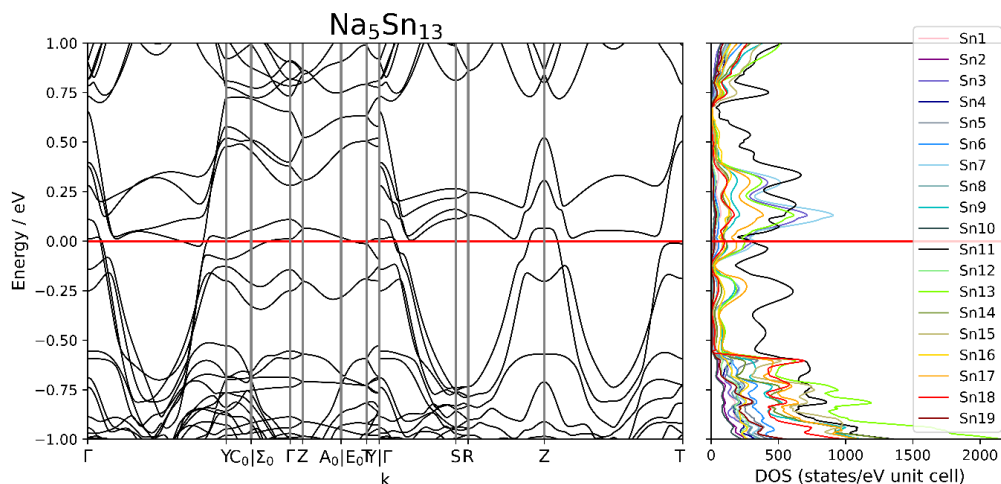 Na₅Sn₁₃
Energy / eV
1.00
0.75
0.50
0.25
0.00
−0.25
−0.50
−0.75
−1.00
Γ Y C₀|Σ₀ Γ Z A₀|E₀ T Y|Γ S R Z T
k
0 500 1000 1500 2000
DOS (states/eV unit cell)
Sn1
Sn2
Sn3
Sn4
Sn5
Sn6
Sn7
Sn8
Sn9
Sn10
Sn11
Sn12
Sn13
Sn14
Sn15
Sn16
Sn17
Sn18
Sn19